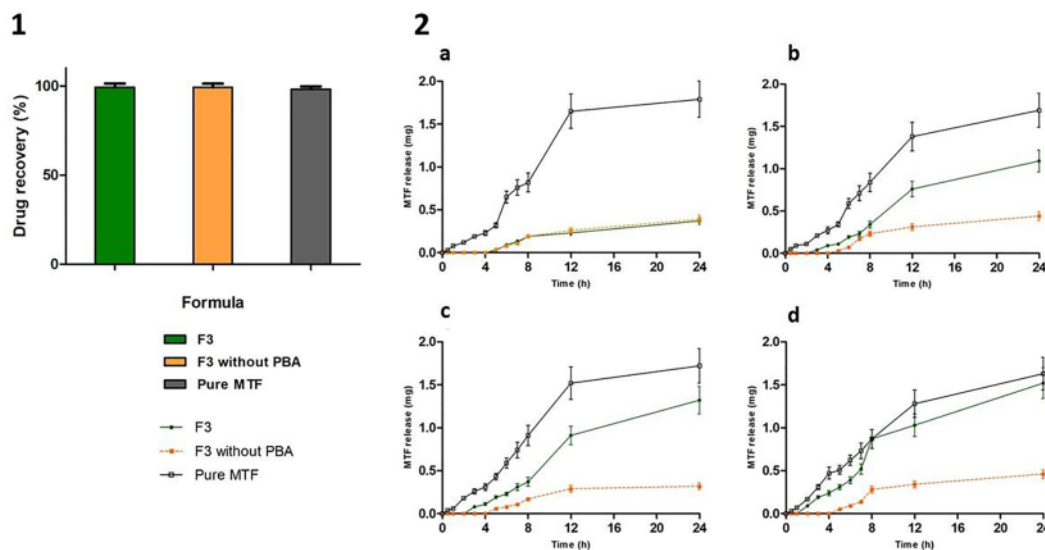 1
Drug recovery (%)
100
50
0
Formula
F3
F3 without PBA
Pure MTF
F3
F3 without PBA
Pure MTF
2
a
MTF release (mg)
2.0
1.5
1.0
0.5
0.0
0 4 8 12 16 20 24
Time (h)
b
MTF release (mg)
2.0
1.5
1.0
0.5
0.0
0 4 8 12 16 20 24
Time (h)
c
MTF release (mg)
2.0
1.5
1.0
0.5
0.0
0 4 8 12 16 20 24
Time (h)
d
MTF release (mg)
2.0
1.5
1.0
0.5
0.0
0 4 8 12 16 20 24
Time (h)